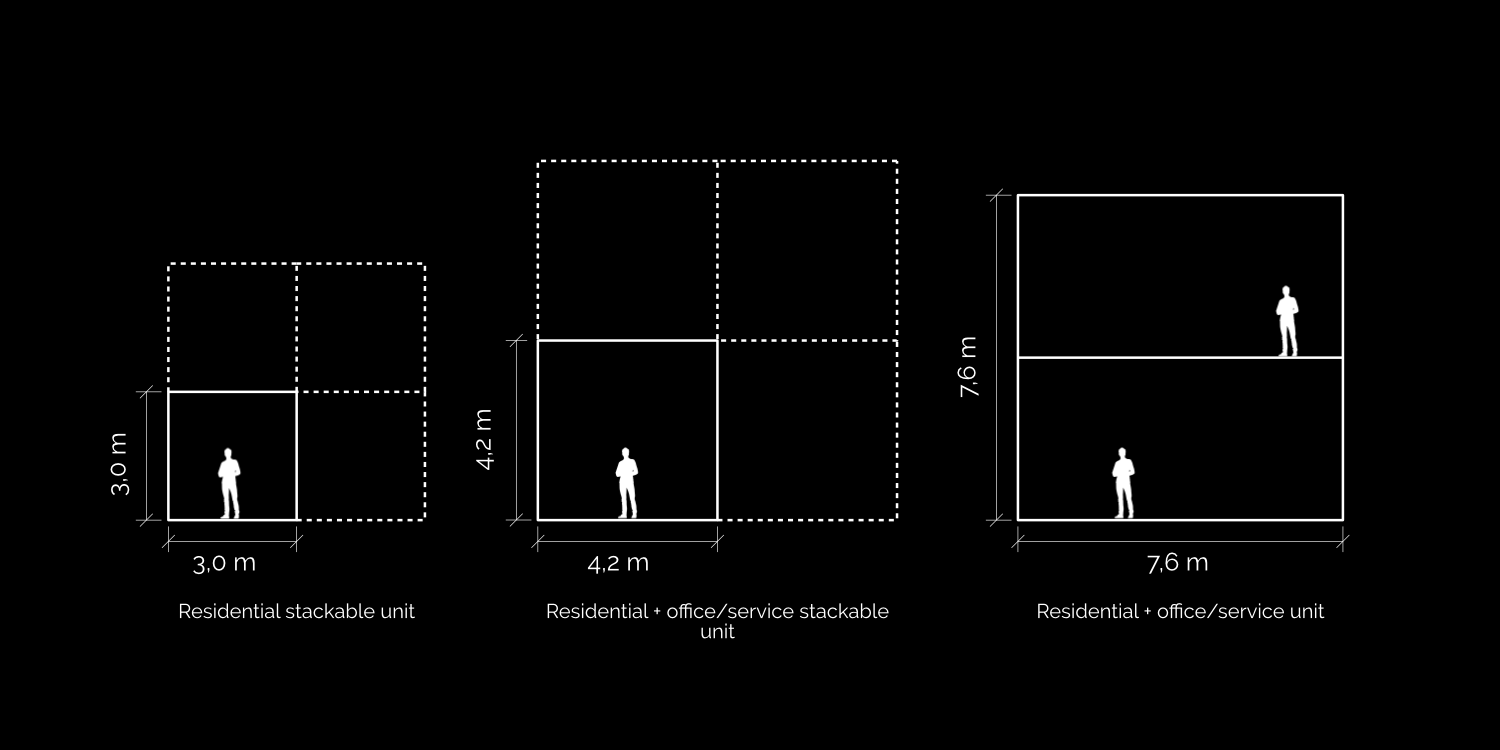 3,0 m
3,0 m
Residential stackable unit
4,2 m
4,2 m
Residential + office/service stackable
unit
7,6 m
7,6 m
Residential + office/service unit